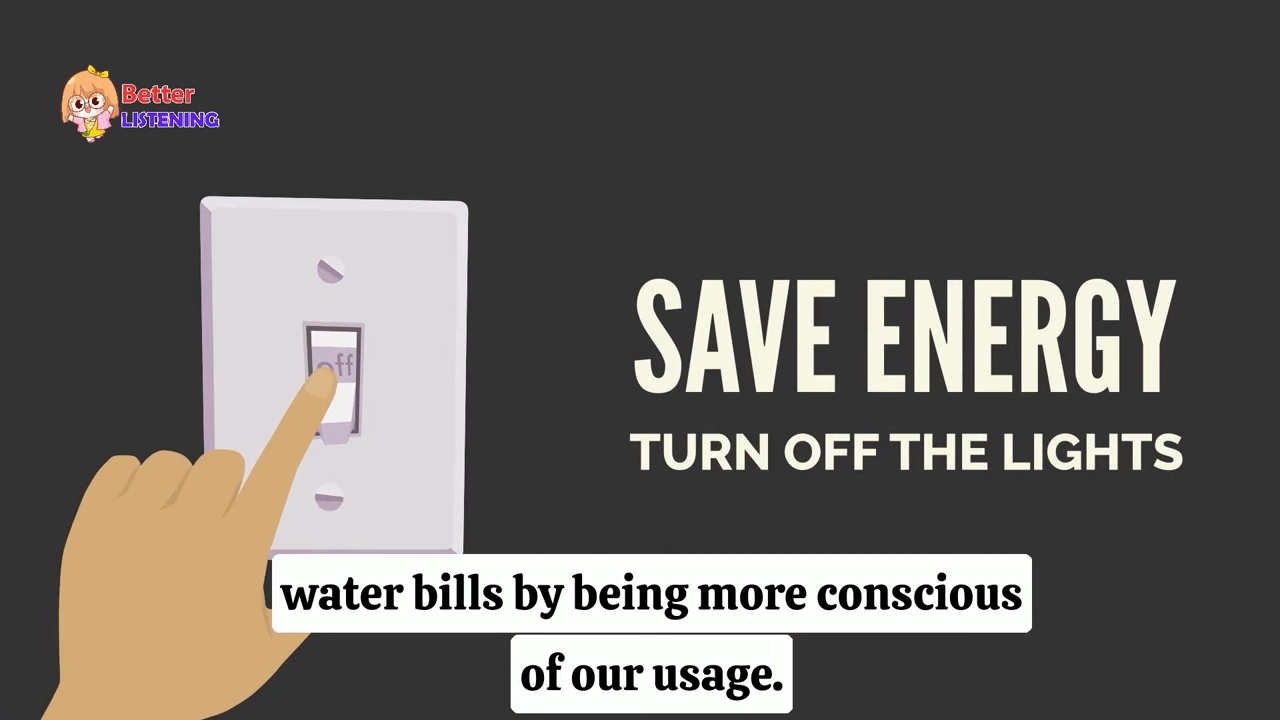 Better
LISTENING
off
SAVE ENERGY
TURN OFF THE LIGHTS
water bills by being more conscious
of our usage.